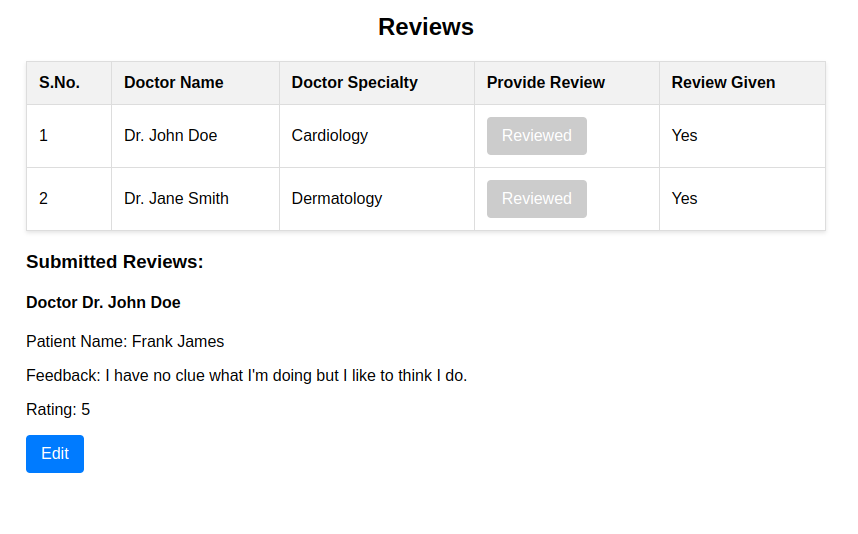 Reviews
S.No. Doctor Name Doctor Specialty Provide Review Review Given
1 Dr. John Doe Cardiology Reviewed Yes
2 Dr. Jane Smith Dermatology Reviewed Yes
Submitted Reviews:
Doctor Dr. John Doe
Patient Name: Frank James
Feedback: I have no clue what I'm doing but I like to think I do.
Rating: 5
Edit